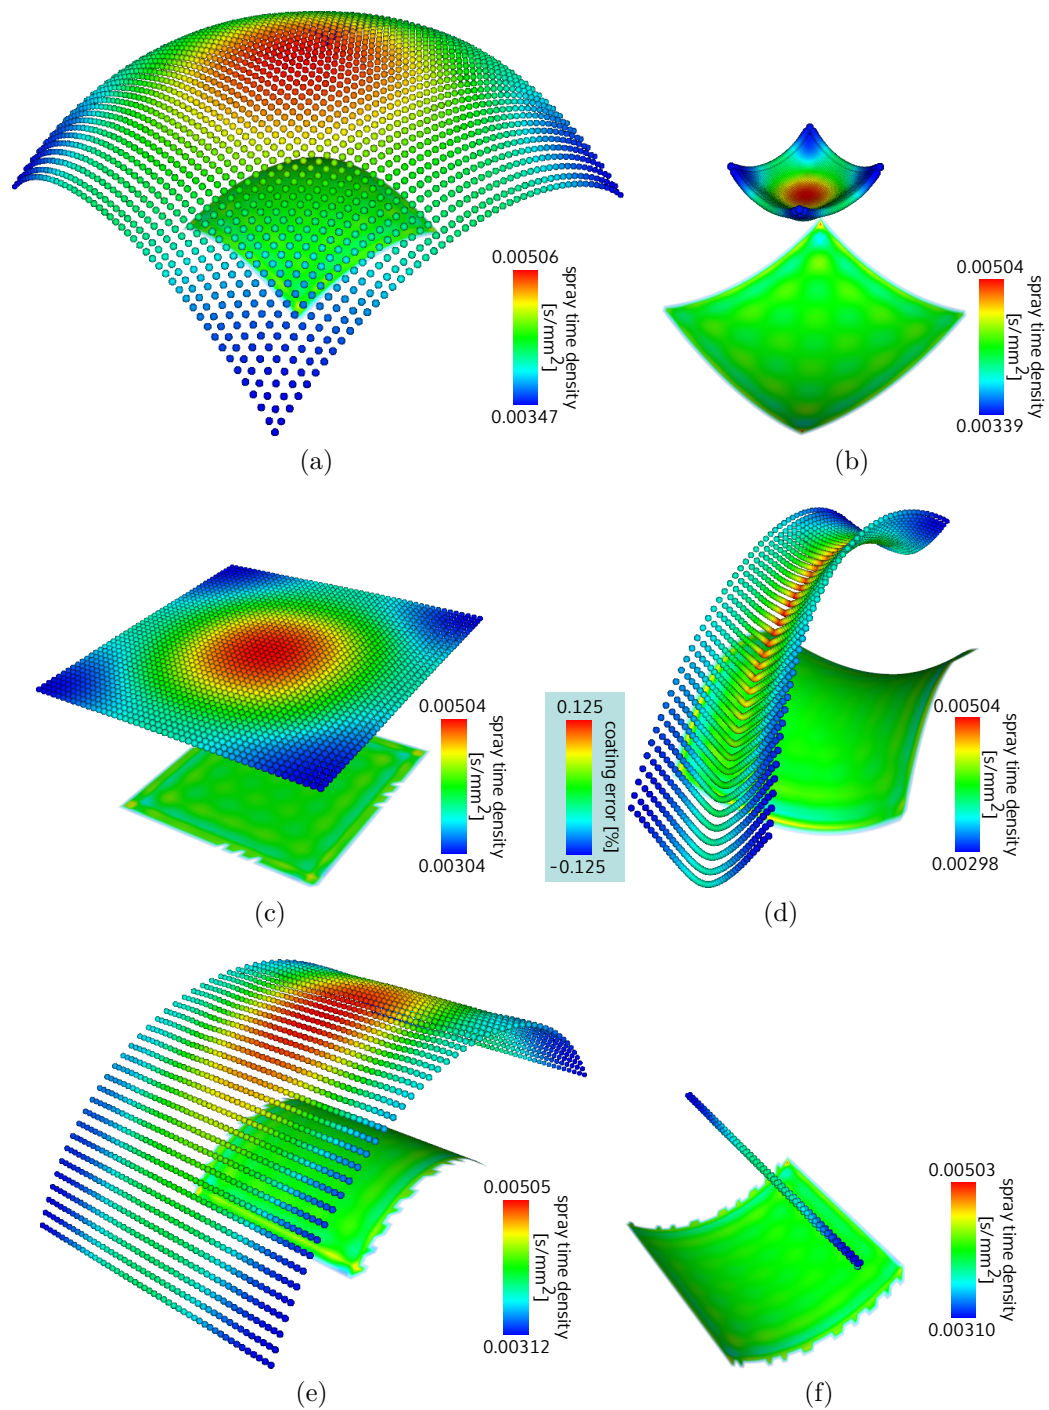 0.00506
spray time density
[s/mm2]
0.00347
(a)
0.00504
spray time density
[s/mm2]
0.00339
(b)
0.00504
spray time density
[s/mm2]
0.00304
(c)
0.125
coating error [%]
-0.125
0.00504
spray time density
[s/mm2]
0.00298
(d)
0.00505
spray time density
[s/mm2]
0.00312
(e)
0.00503
spray time density
[s/mm2]
0.00310
(f)